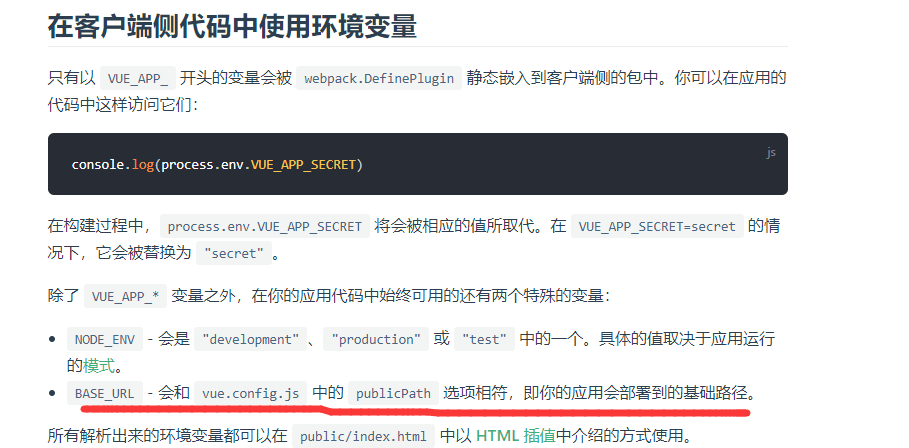 在客户端侧代码中使用环境变量
只有以 VUE_APP_ 开头的变量会被 webpack.DefinePlugin 静态嵌入到客户端侧的包中。你可以在应用的
代码中这样访问它们：
js
console.log(process.env.VUE_APP_SECRET)
在构建过程中，process.env.VUE_APP_SECRET 将会被相应的值所取代。在 VUE_APP_SECRET=secret 的情
况下，它会被替换为 "secret"。
除了 VUE_APP_* 变量之外，在你的应用代码中始终可用的还有两个特殊的变量：
• NODE_ENV - 会是 "development"、"production" 或 "test" 中的一个。具体的值取决于应用运行
的模式。
• BASE_URL - 会和 vue.config.js 中的 publicPath 选项相符，即你的应用会部署到的基础路径。
所有解析出来的环境变量都可以在 public/index.html 中以 HTML 插值中介绍的方式使用。